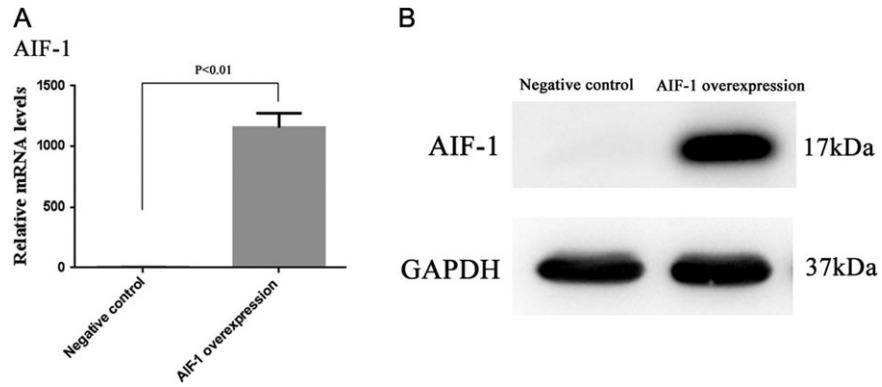 A
AIF-1
P<0.01
Relative mRNA levels
1500
1000
500
0
Negative control
AIF-1 overexpression
B
Negative control AIF-1 overexpression
AIF-1 17kDa
GAPDH 37kDa